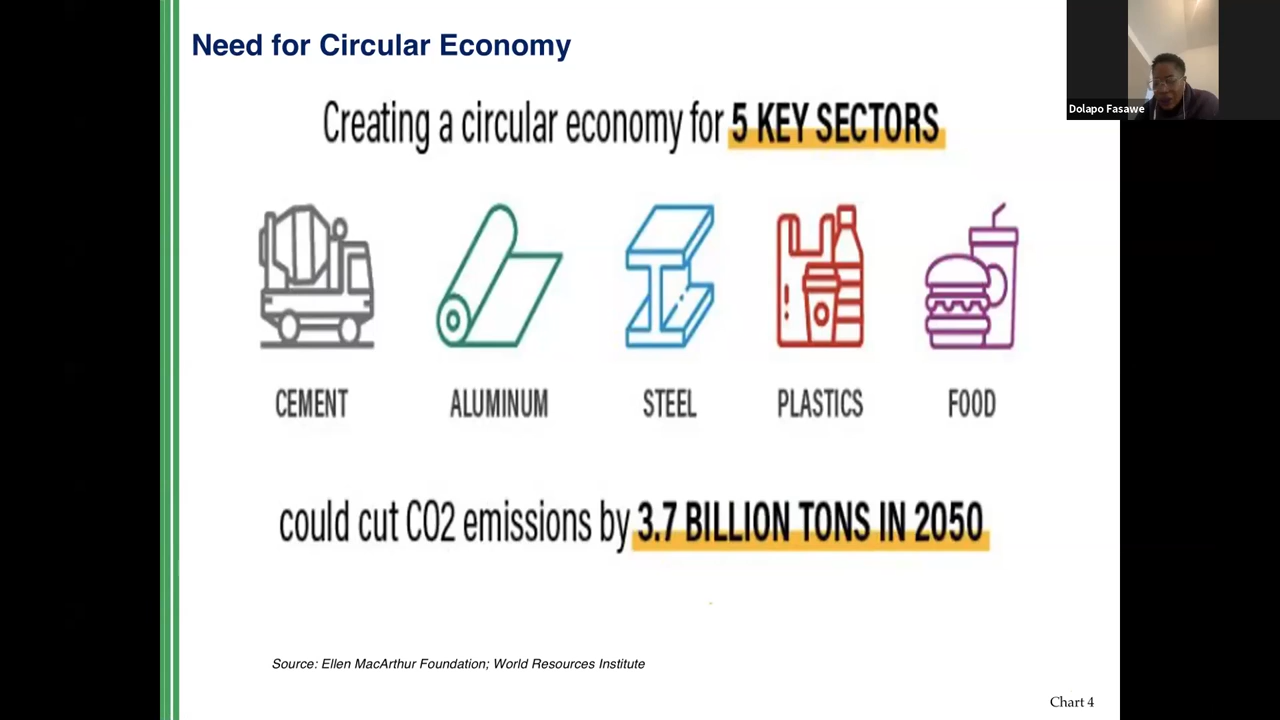 Need for Circular Economy
Dolapo Fasawe
Creating a circular economy for 5 KEY SECTORS
CEMENT
ALUMINUM
STEEL
PLASTICS
FOOD
could cut CO2 emissions by 3.7 BILLION TONS IN 2050
Source: Ellen MacArthur Foundation; World Resources Institute
Chart 4